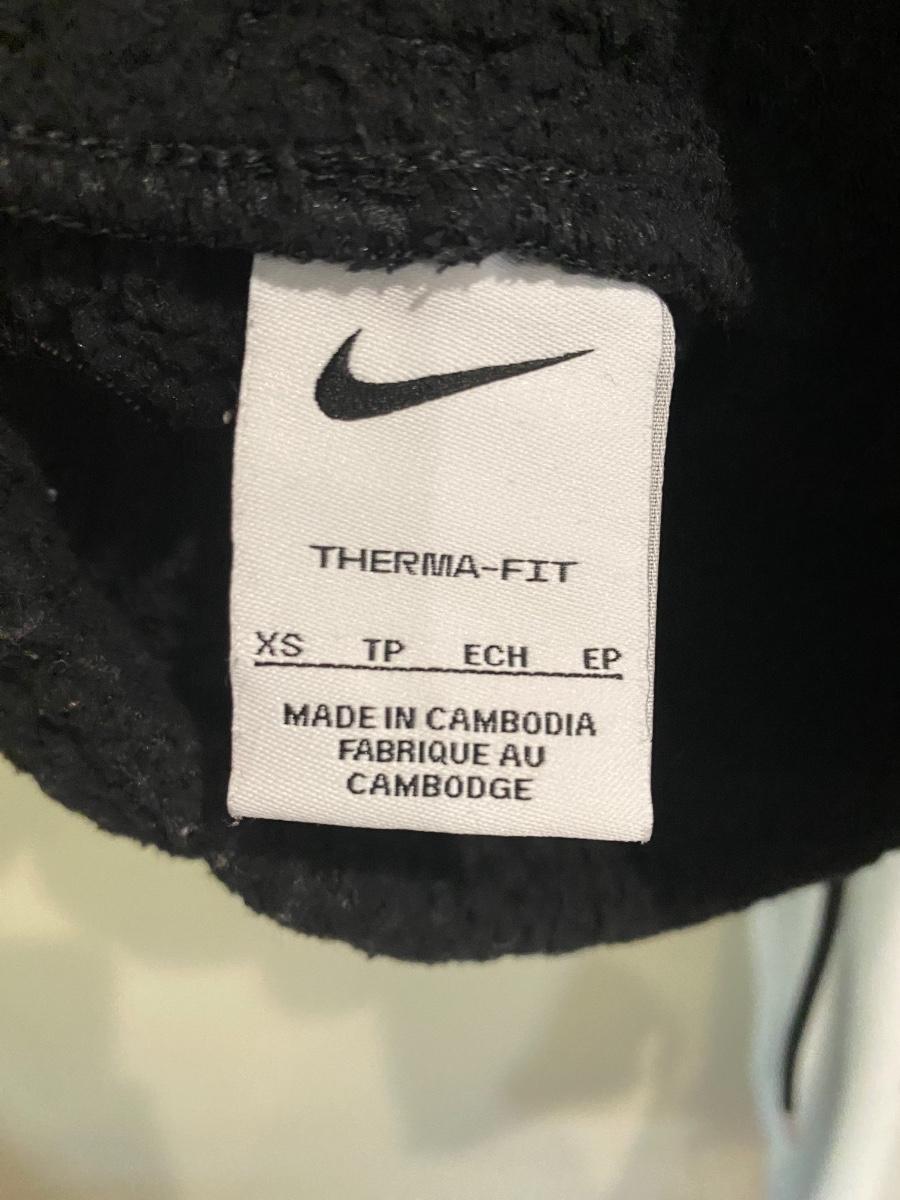 THERMA-FIT
XS TP ECH EP
MADE IN CAMBODIA
FABRIQUE AU
CAMBODGE